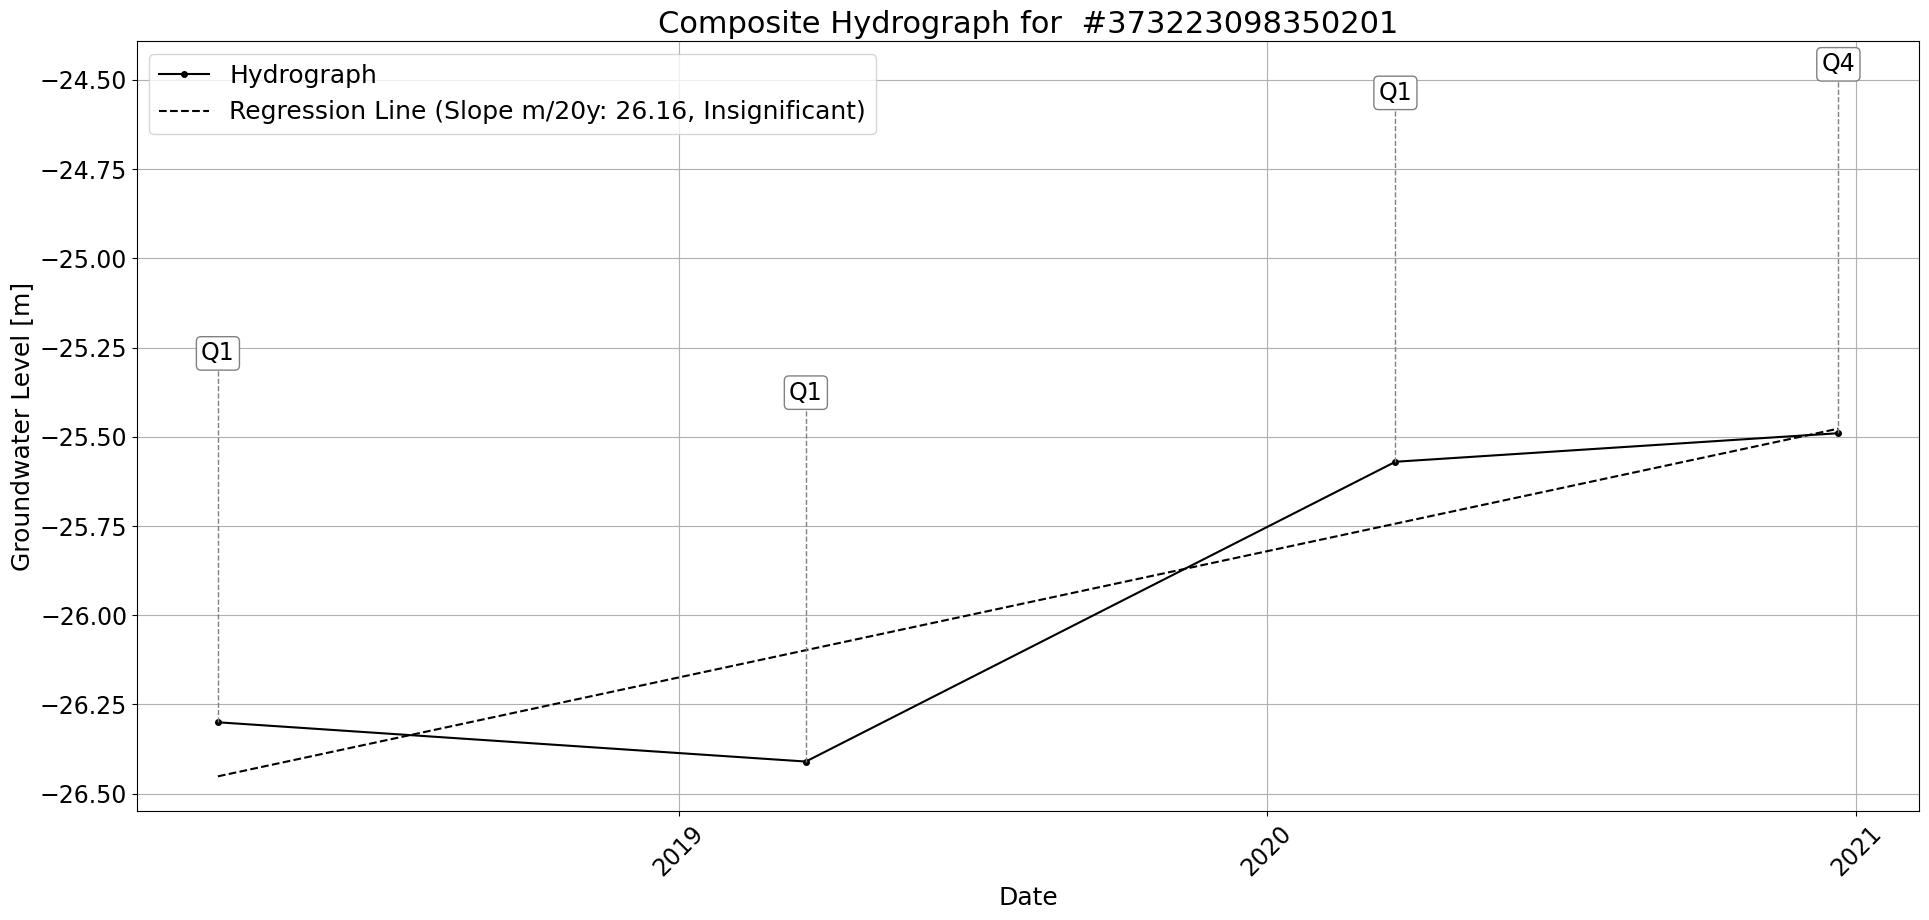 Composite Hydrograph for  #373223098350201
Hydrograph
Regression Line (Slope m/20y: 26.16, Insignificant)
Q1
Q1
Q1
Q4
Groundwater Level [m]
−24.50
−24.75
−25.00
−25.25
−25.50
−25.75
−26.00
−26.25
−26.50
2019
2020
2021
Date